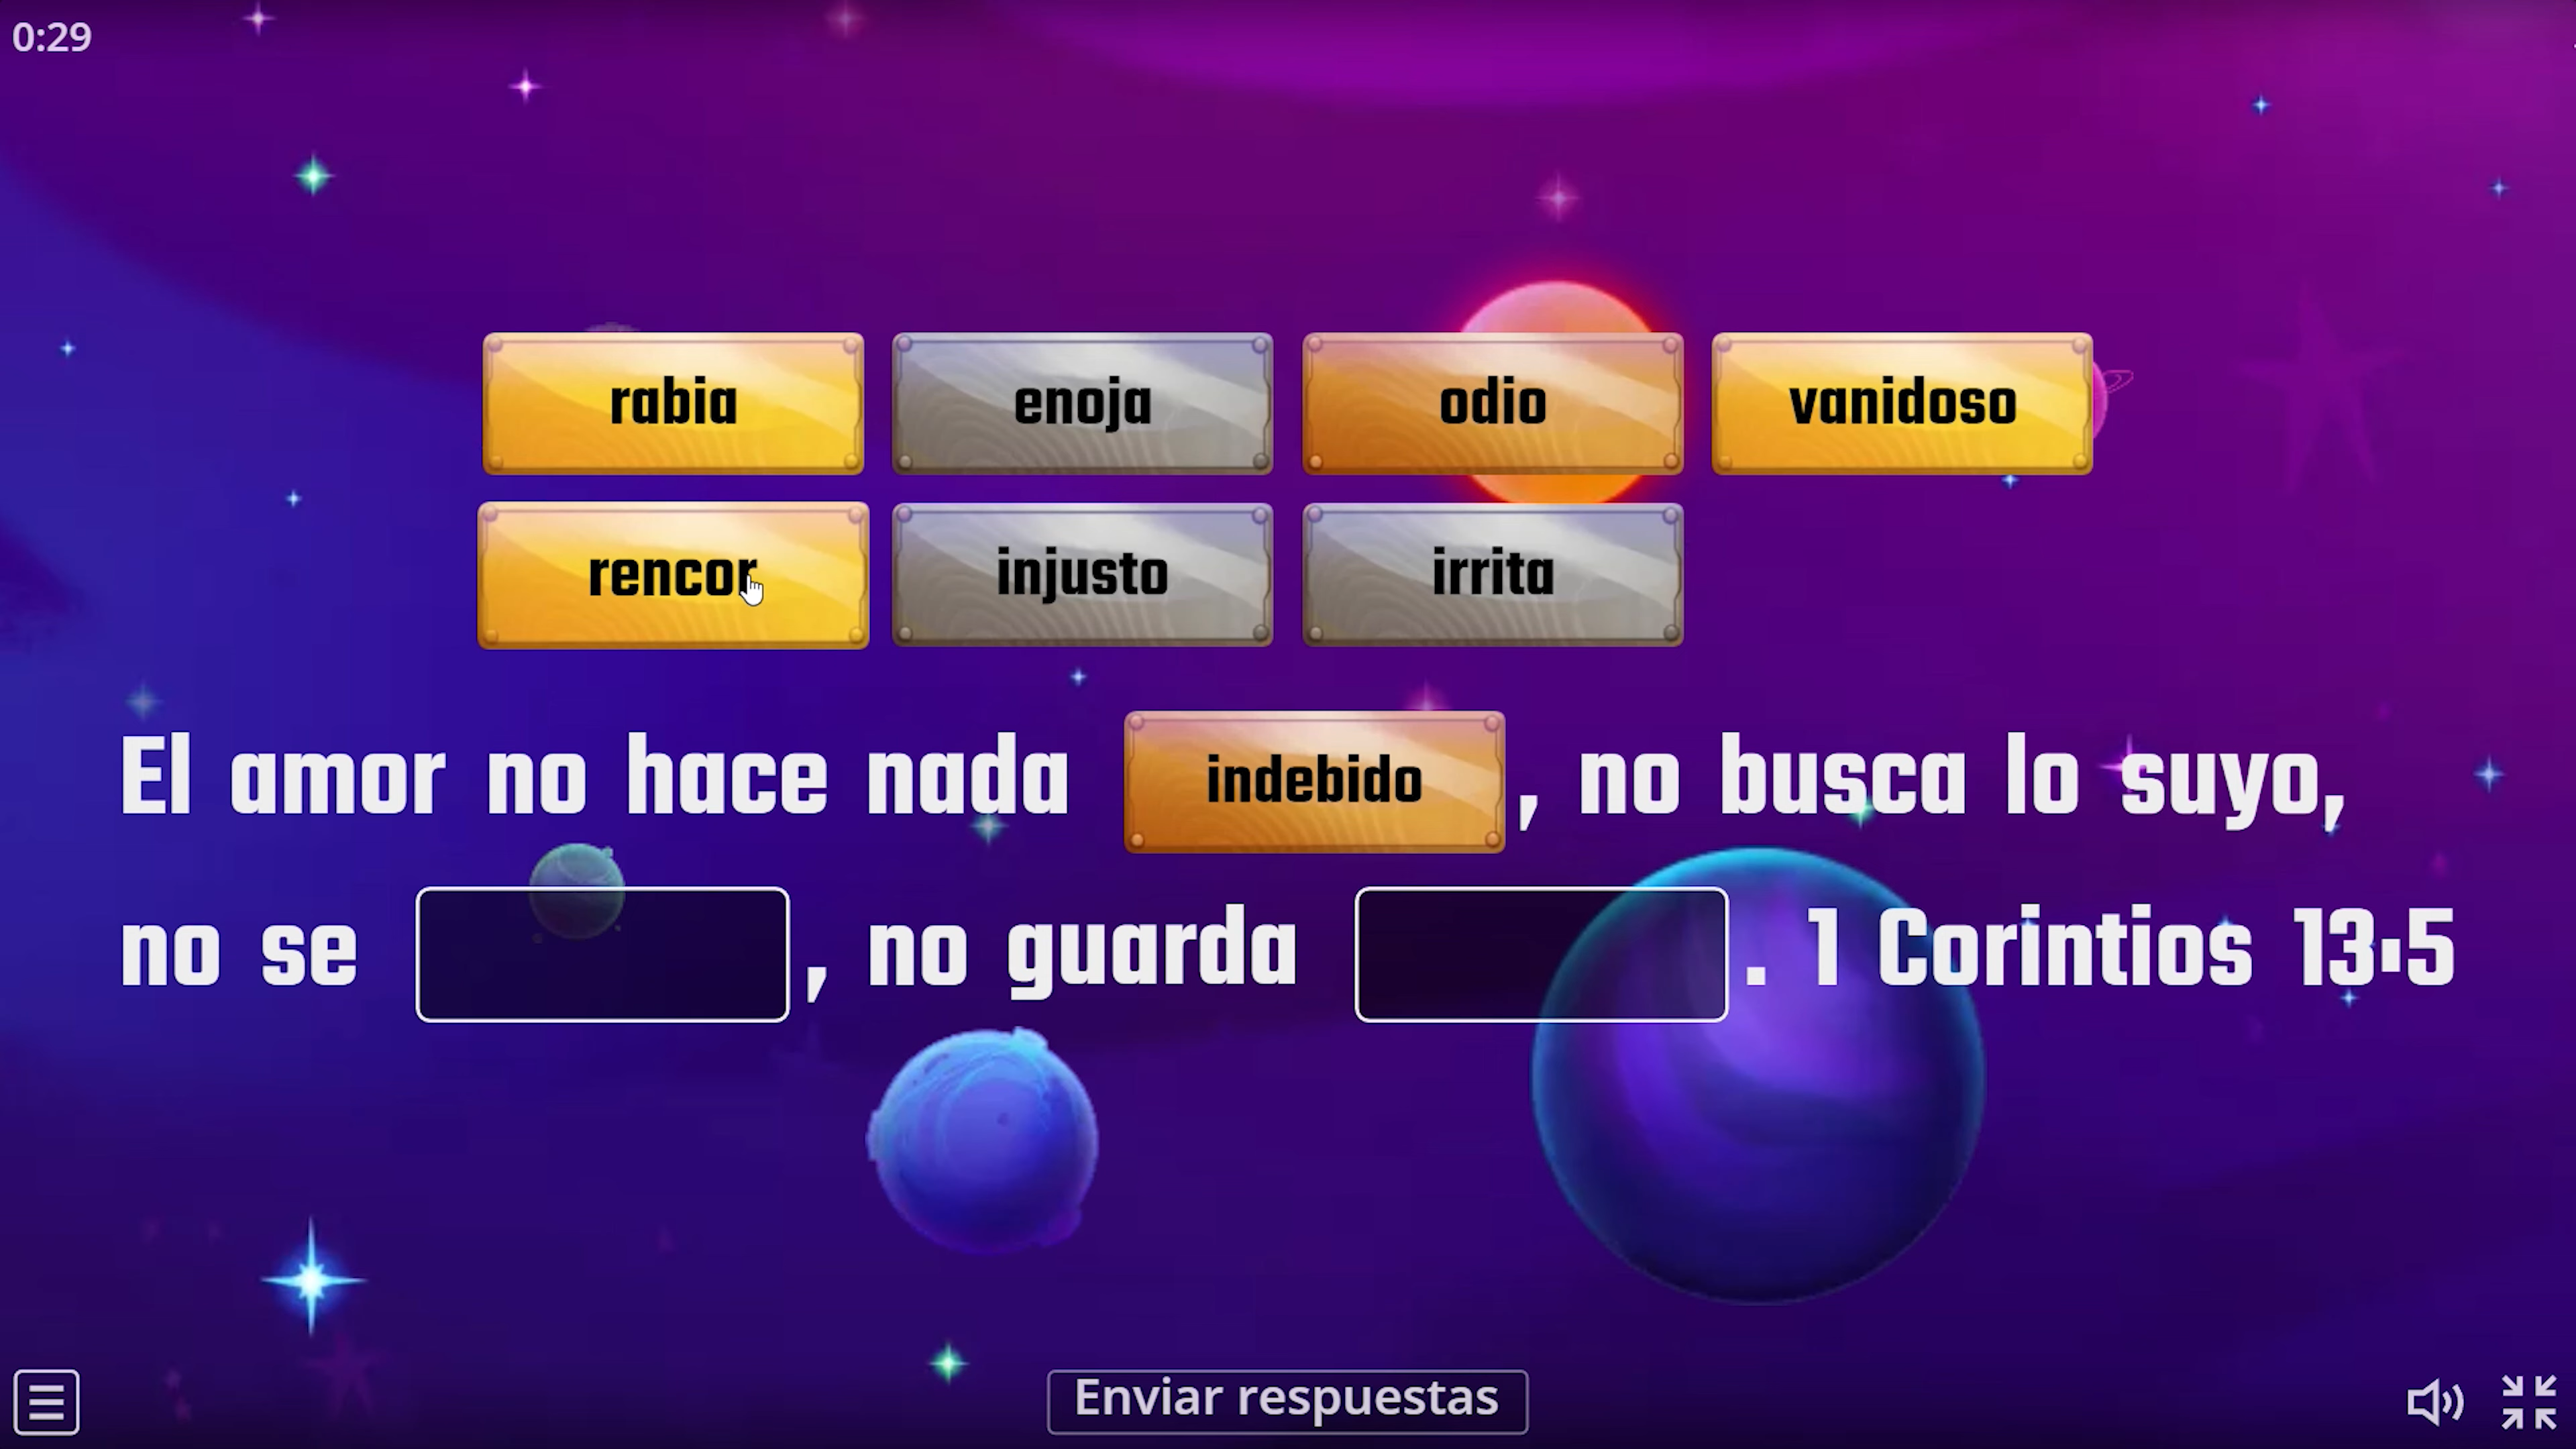 0:29
rabia enoja odio vanidoso
rencor injusto irrita
El amor no hace nada indebido, no busca lo suyo,
no se , no guarda . 1 Corintios 13:5
Enviar respuestas